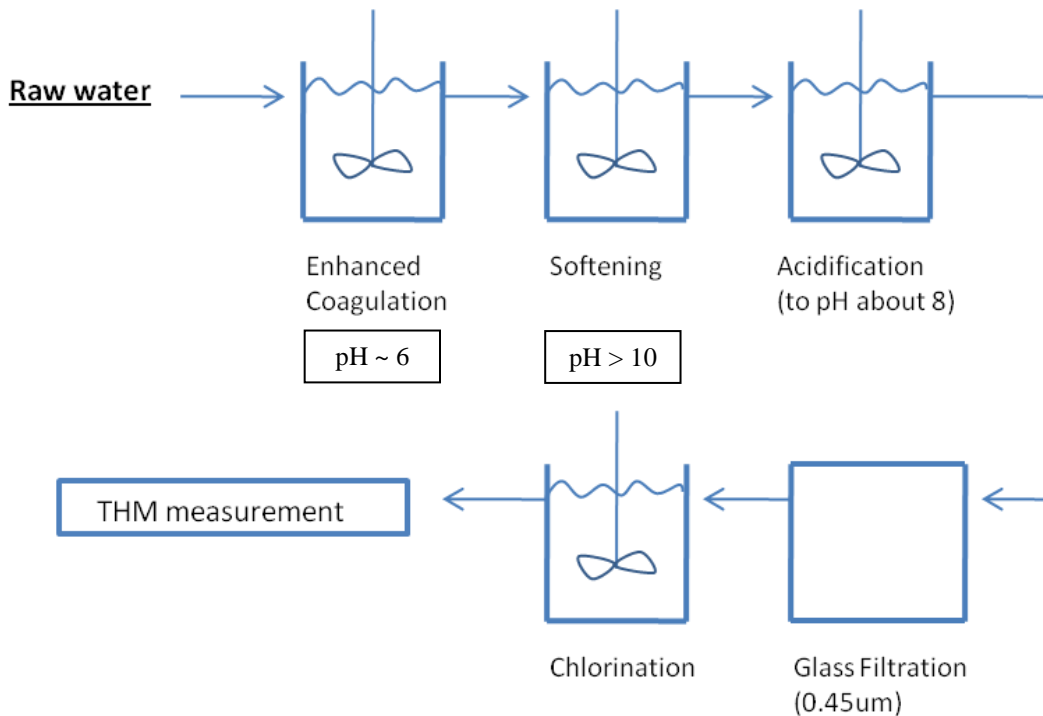 Raw water
Enhanced
Coagulation
Softening
Acidification
(to pH about 8)
pH ~ 6
pH > 10
THM measurement
Chlorination
Glass Filtration
(0.45um)